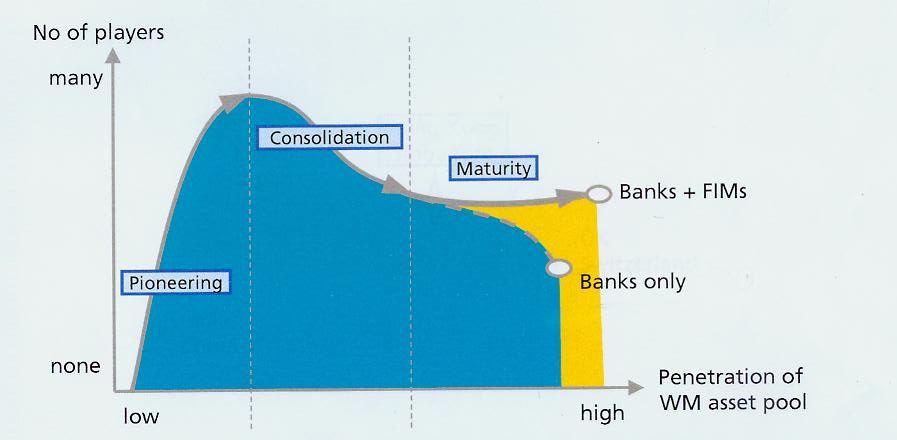 No of players
many
Consolidation
Maturity
Banks + FIMs
Pioneering
Banks only
none
Penetration of
WM asset pool
low
high